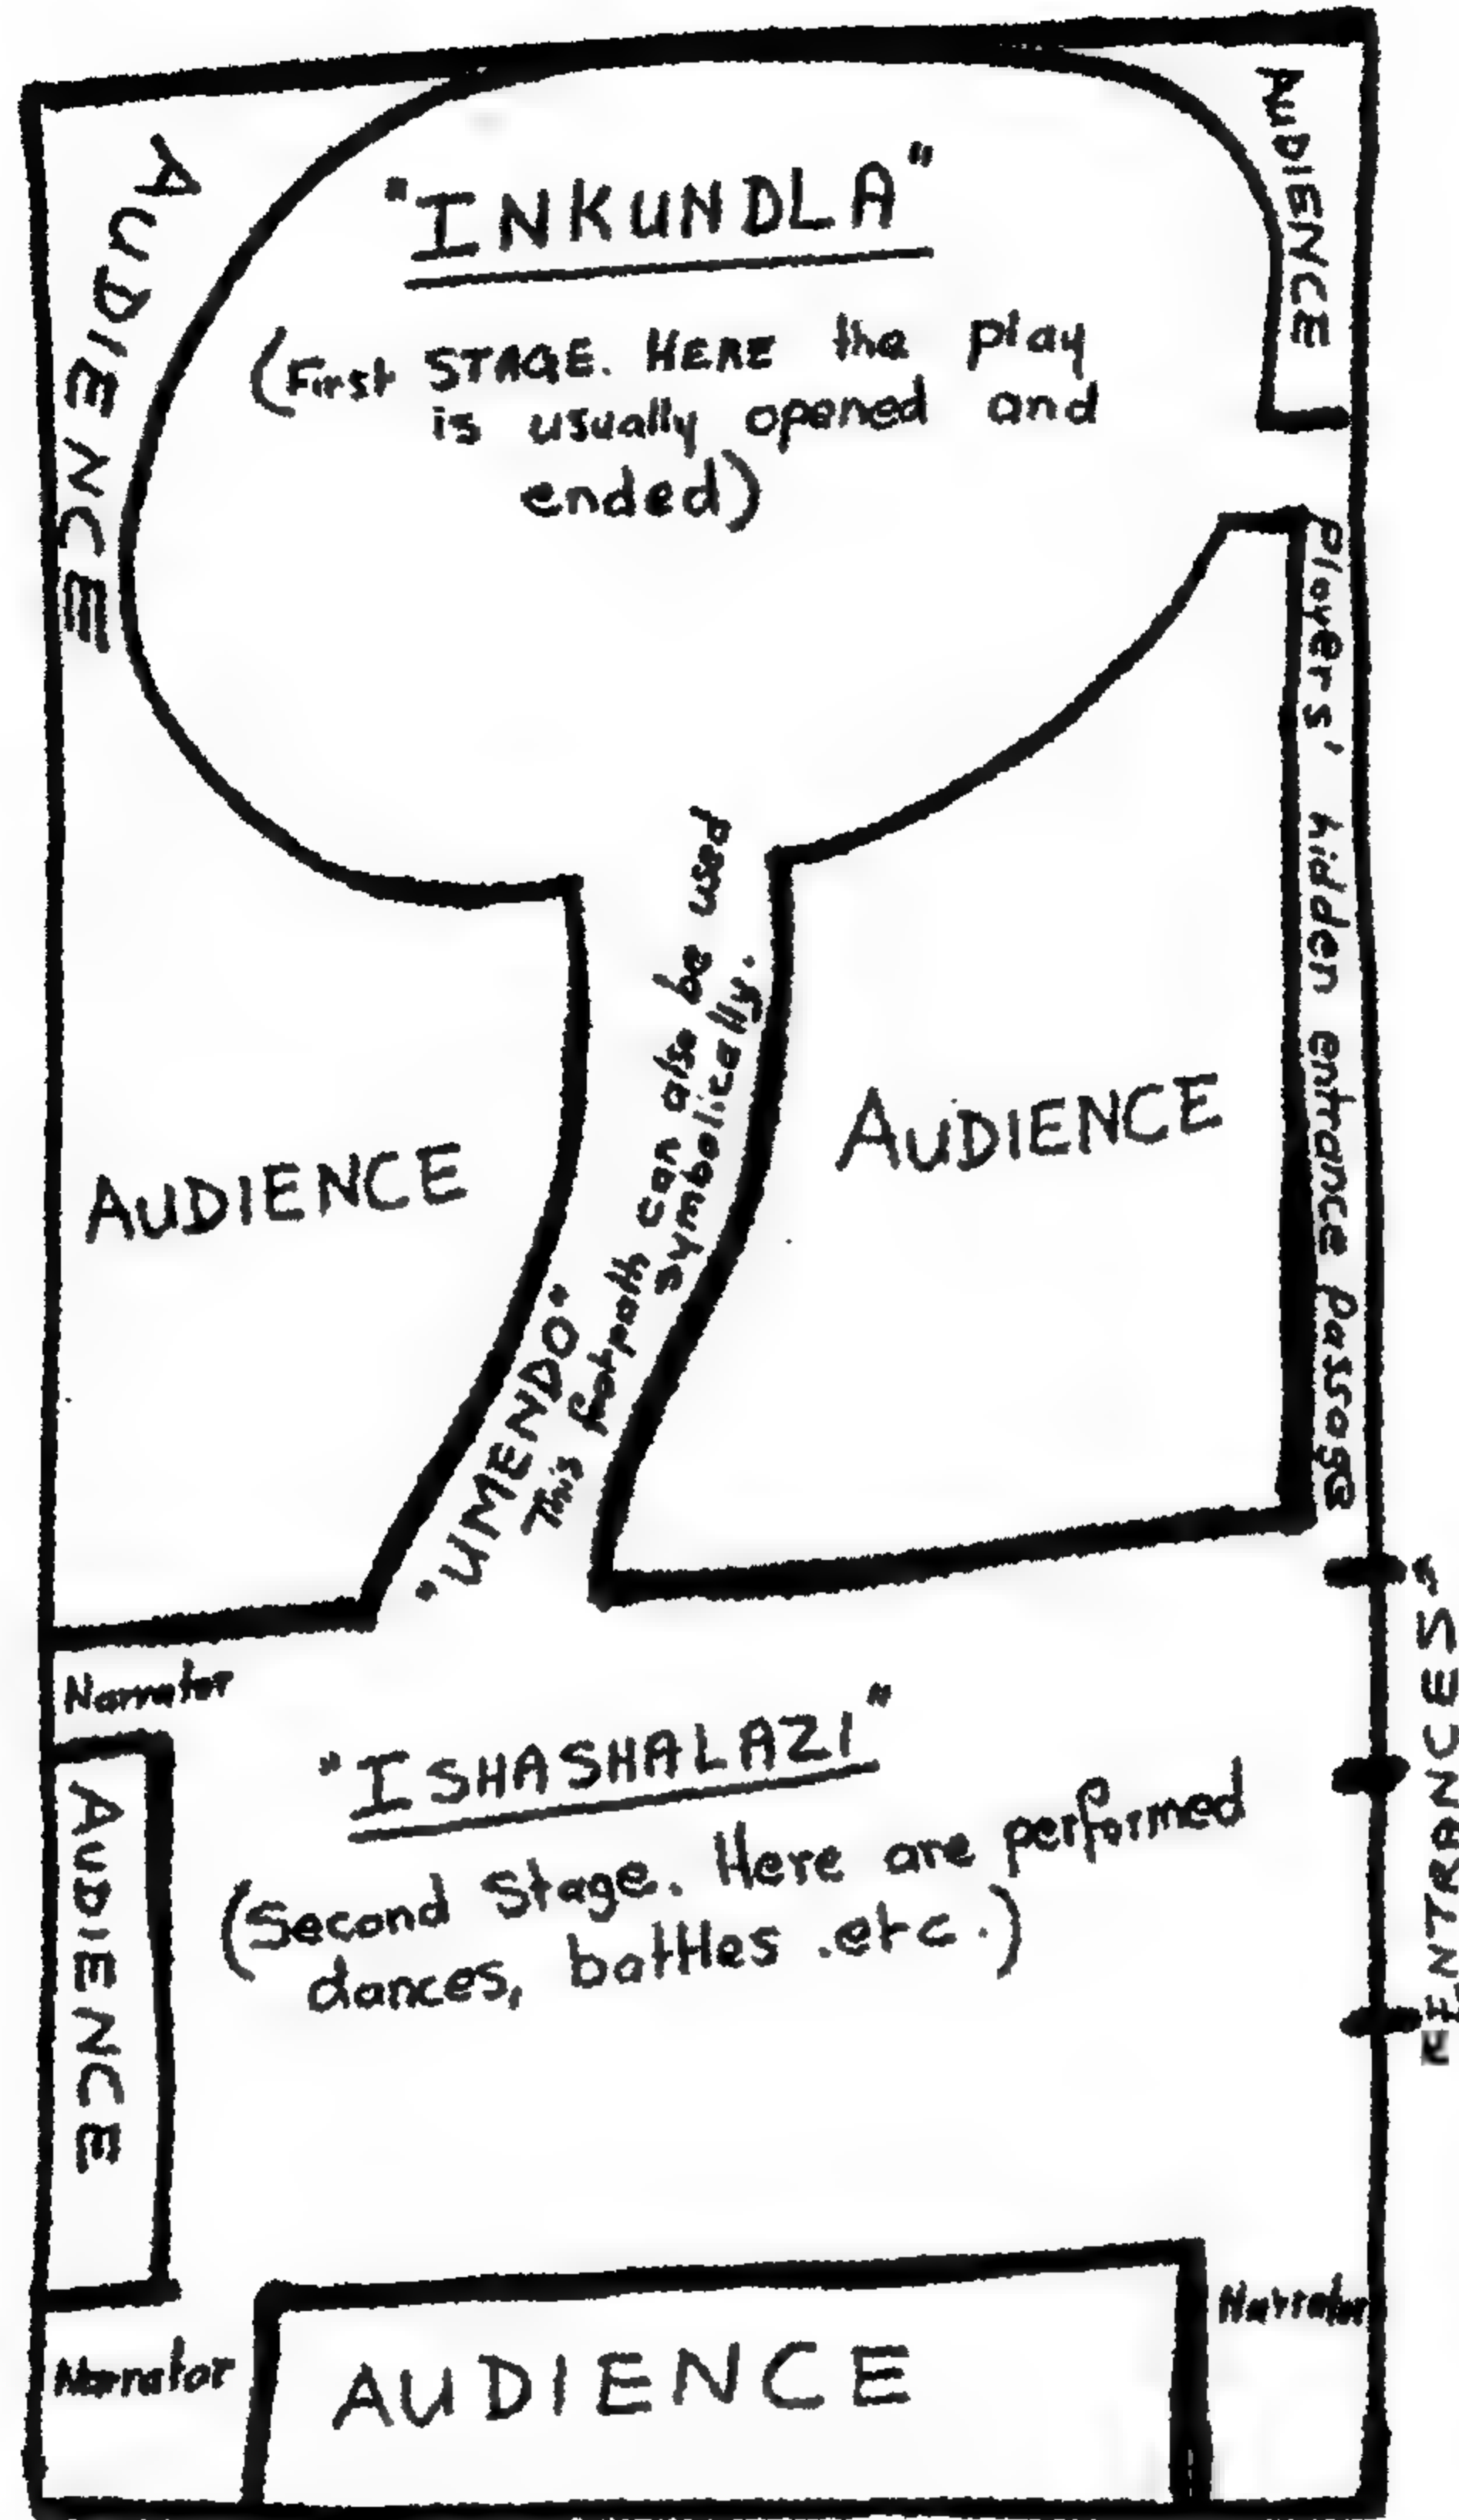 "INKUNDLA"
(First STAGE. HERE the play
is usually opened and
ended)
AUDIENCE
AUDIENCE
Players' hidden entrance passage
"UMENDO"
This footpath can also be used
symbolically.
AUDIENCE
AUDIENCE
"ENTRANCES"
Narrator
"ISHASHALAZI"
(Second Stage. Here are performed
dances, battles .etc.)
AUDIENCE
Narrator
AUDIENCE
Narrator